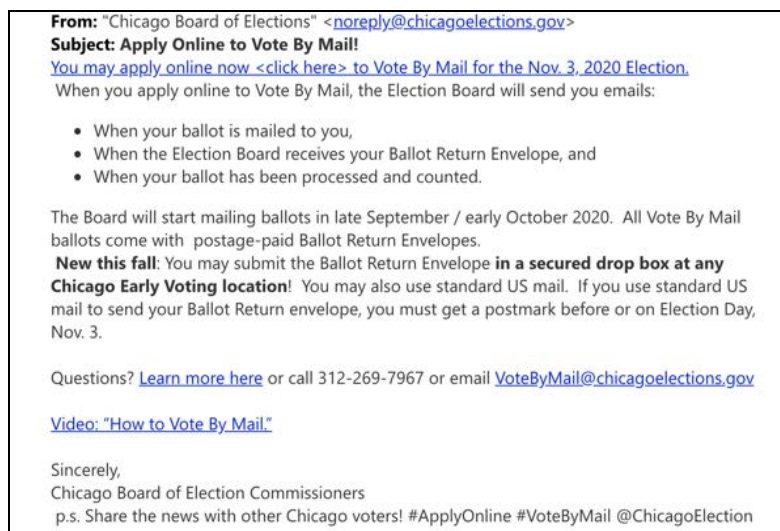 From: "Chicago Board of Elections" <noreply@chicagoelections.gov>
Subject: Apply Online to Vote By Mail!
You may apply online now <click here> to Vote By Mail for the Nov. 3, 2020 Election.
When you apply online to Vote By Mail, the Election Board will send you emails:
• When your ballot is mailed to you,
• When the Election Board receives your Ballot Return Envelope, and
• When your ballot has been processed and counted.
The Board will start mailing ballots in late September / early October 2020. All Vote By Mail
ballots come with postage-paid Ballot Return Envelopes.
New this fall: You may submit the Ballot Return Envelope in a secured drop box at any
Chicago Early Voting location! You may also use standard US mail. If you use standard US
mail to send your Ballot Return envelope, you must get a postmark before or on Election Day,
Nov. 3.
Questions? Learn more here or call 312-269-7967 or email VoteByMail@chicagoelections.gov
Video: "How to Vote By Mail."
Sincerely,
Chicago Board of Election Commissioners
p.s. Share the news with other Chicago voters! #ApplyOnline #VoteByMail @ChicagoElection